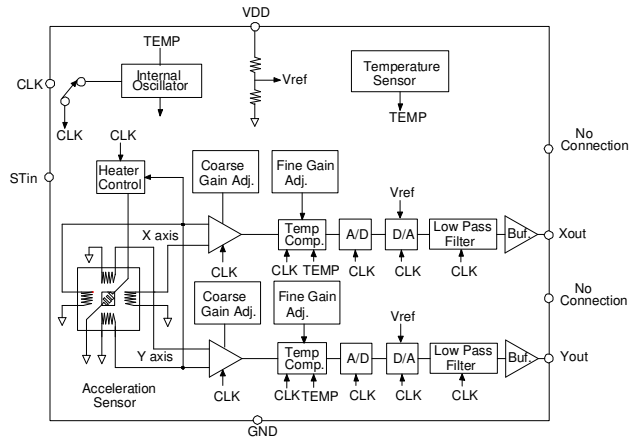 VDD
TEMP
Internal
Oscillator
Vref
Temperature
Sensor
TEMP
CLK
CLK
CLK
No
Connection
STin
Heater
Control
Coarse
Gain Adj.
Fine Gain
Adj.
Vref
X axis
Temp
Comp.
A/D
D/A
Low Pass
Filter
Buf.
Xout
CLK
CLK
TEMP
CLK
CLK
CLK
Coarse
Gain Adj.
Fine Gain
Adj.
Vref
No
Connection
Y axis
Temp
Comp.
A/D
D/A
Low Pass
Filter
Buf.
Yout
CLK
CLK
TEMP
CLK
CLK
CLK
Acceleration
Sensor
GND